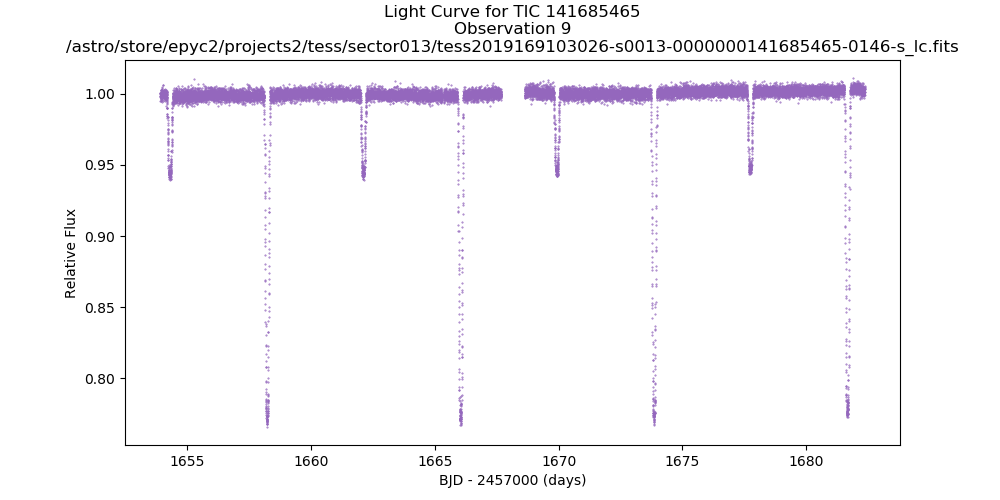 Light Curve for TIC 141685465
Observation 9
/astro/store/epyc2/projects2/tess/sector013/tess2019169103026-s0013-0000000141685465-0146-s_lc.fits
1.00
0.95
0.90
0.85
0.80
Relative Flux
1655 1660 1665 1670 1675 1680
BJD - 2457000 (days)